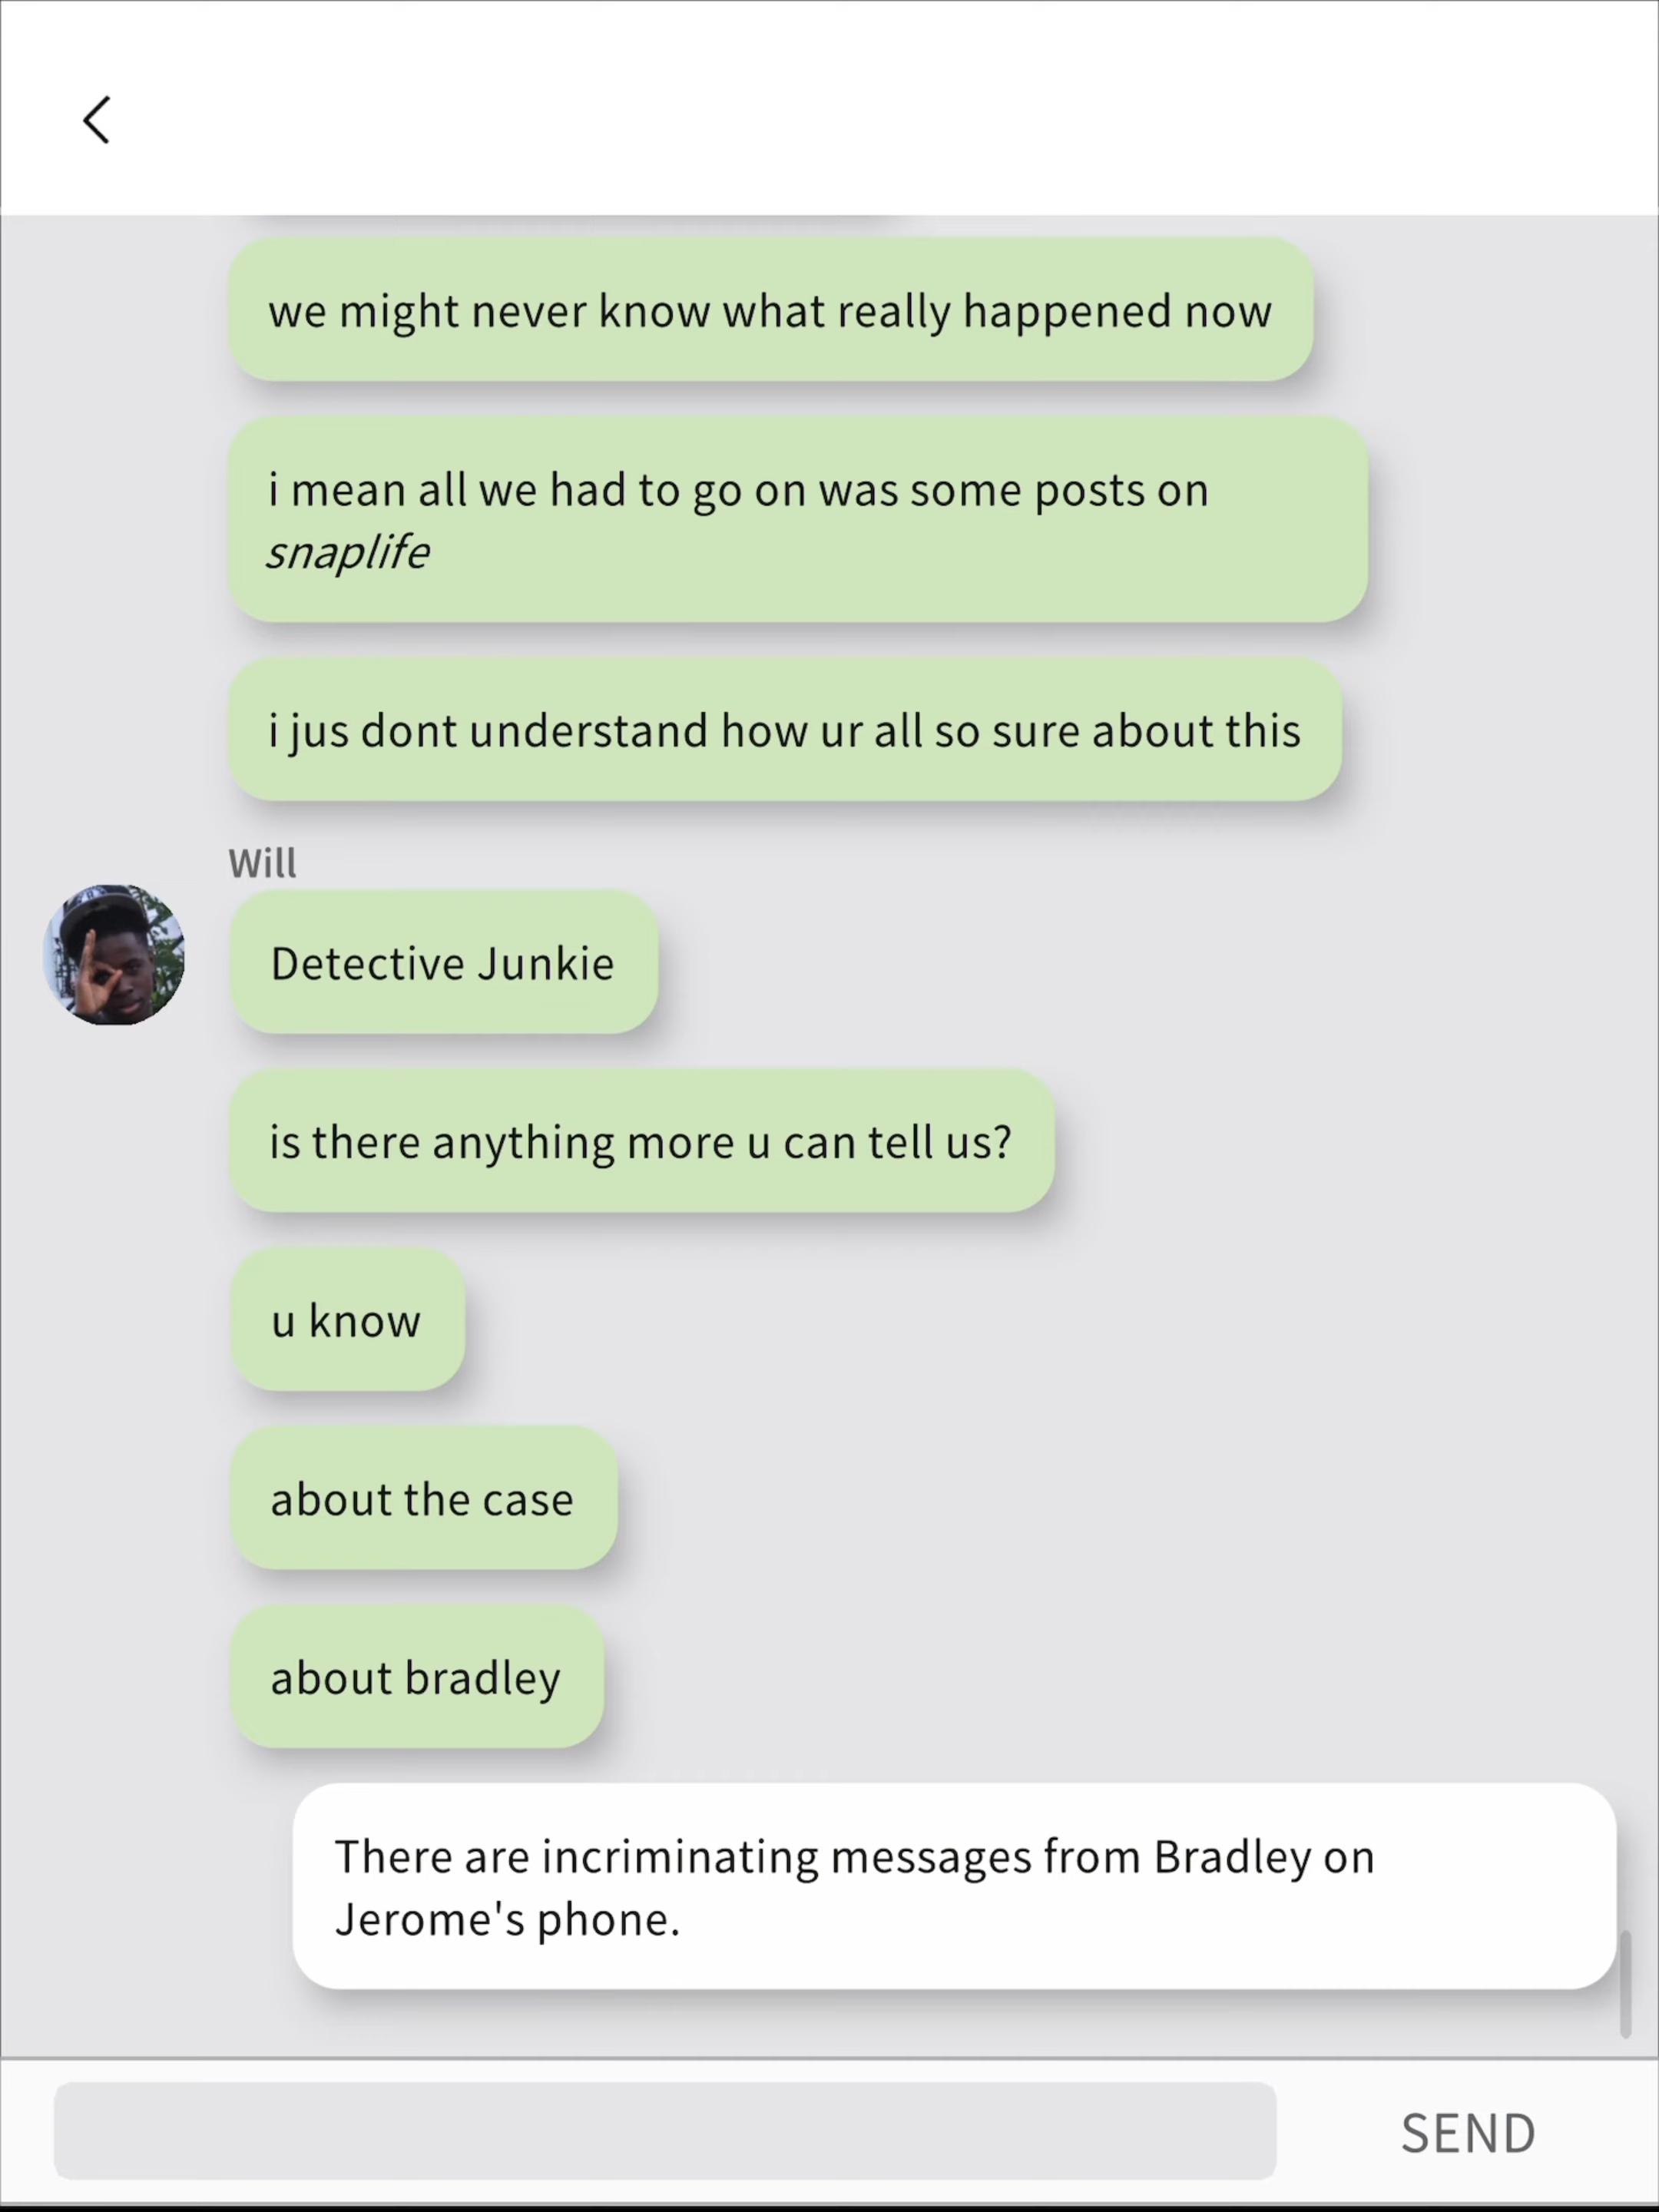 we might never know what really happened now
i mean all we had to go on was some posts on
snaplife
i jus dont understand how ur all so sure about this
Will
Detective Junkie
is there anything more u can tell us?
u know
about the case
about bradley
There are incriminating messages from Bradley on
Jerome's phone.
SEND